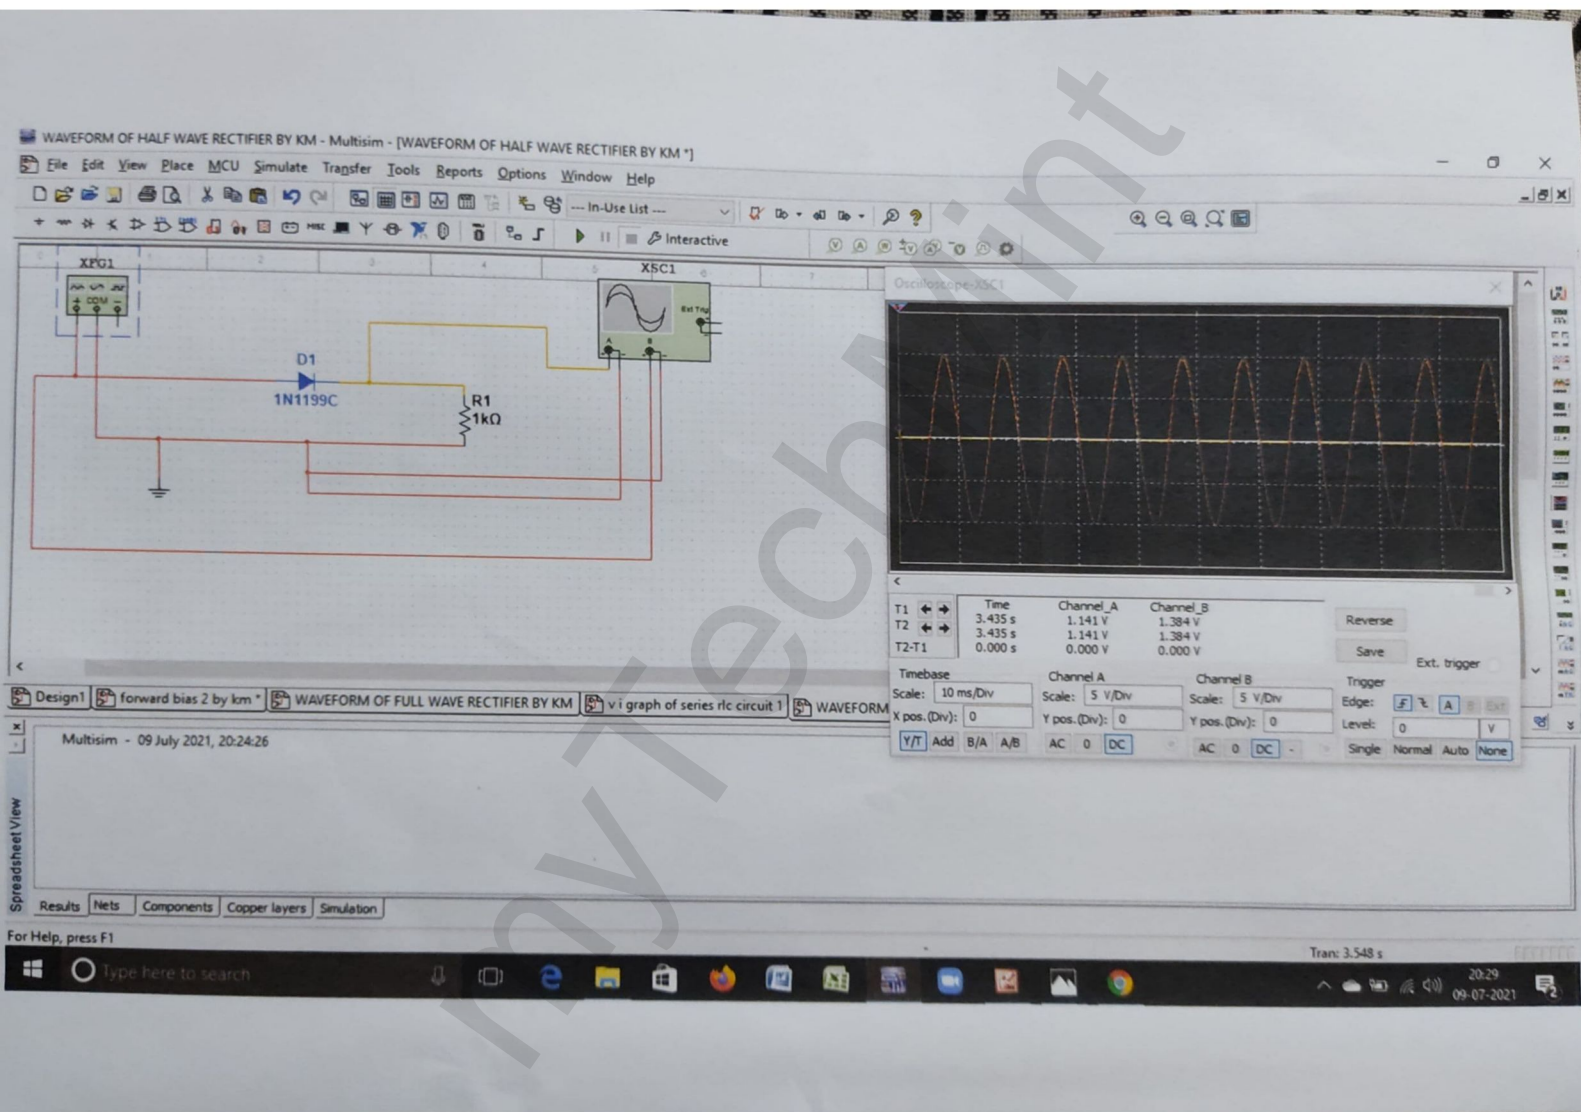 WAVEFORM OF HALF WAVE RECTIFIER BY KM - Multisim - [WAVEFORM OF HALF WAVE RECTIFIER BY KM *]
File Edit View Place MCU Simulate Transfer Tools Reports Options Window Help
--- In-Use List ---
MISC Interactive
XFG1
COM
XSC1
Ext Trig
A B
D1
1N1199C
R1
1kΩ
Oscilloscope-XSC1
Time Channel_A Channel_B
T1 3.435 s 1.141 V 1.384 V
T2 3.435 s 1.141 V 1.384 V
T2-T1 0.000 s 0.000 V 0.000 V
Reverse
Save
Ext. trigger
Timebase
Scale: 10 ms/Div
X pos.(Div): 0
Y/T Add B/A A/B
Channel A
Scale: 5 V/Div
Y pos.(Div): 0
AC 0 DC
Channel B
Scale: 5 V/Div
Y pos.(Div): 0
AC 0 DC -
Trigger
Edge: A B Ext
Level: 0 V
Single Normal Auto None
Design1 forward bias 2 by km * WAVEFORM OF FULL WAVE RECTIFIER BY KM v i graph of series rlc circuit 1 WAVEFORM
Multisim - 09 July 2021, 20:24:26
Spreadsheet View
Results Nets Components Copper layers Simulation
For Help, press F1
Tran: 3.548 s
Type here to search
20:29
09-07-2021
2
myTechMint